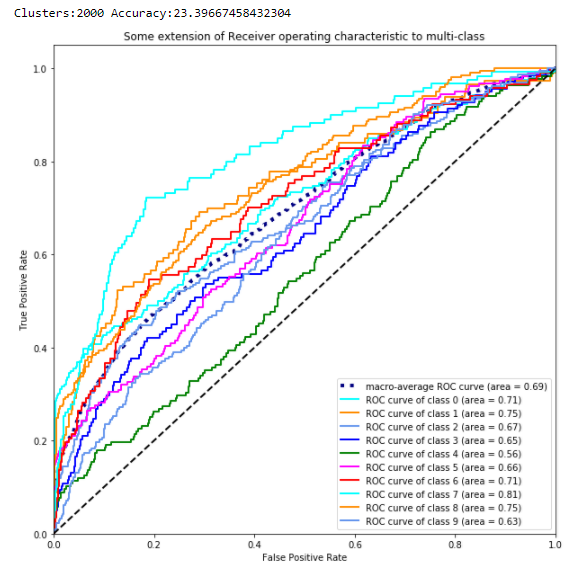 Clusters:2000 Accuracy:23.39667458432304
Some extension of Receiver operating characteristic to multi-class
1.0
0.8
0.6
0.4
0.2
0.0
True Positive Rate
macro-average ROC curve (area = 0.69)
ROC curve of class 0 (area = 0.71)
ROC curve of class 1 (area = 0.75)
ROC curve of class 2 (area = 0.67)
ROC curve of class 3 (area = 0.65)
ROC curve of class 4 (area = 0.56)
ROC curve of class 5 (area = 0.66)
ROC curve of class 6 (area = 0.71)
ROC curve of class 7 (area = 0.81)
ROC curve of class 8 (area = 0.75)
ROC curve of class 9 (area = 0.63)
0.0 0.2 0.4 0.6 0.8 1.0
False Positive Rate